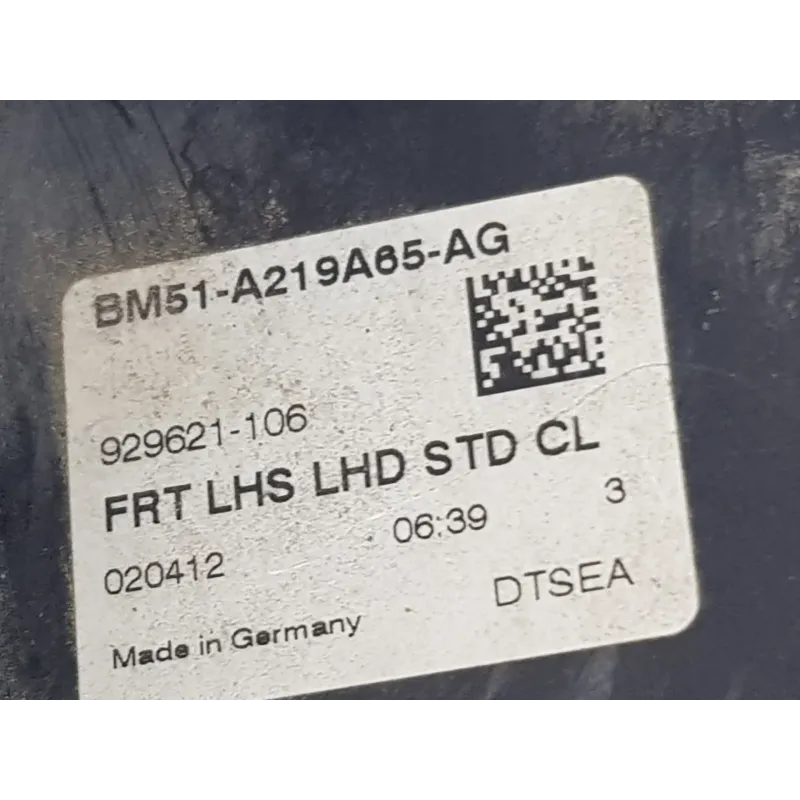 BM51-A219A65-AG
929621-106
FRT LHS LHD STD CL
020412 06:39 3
DTSEA
Made in Germany